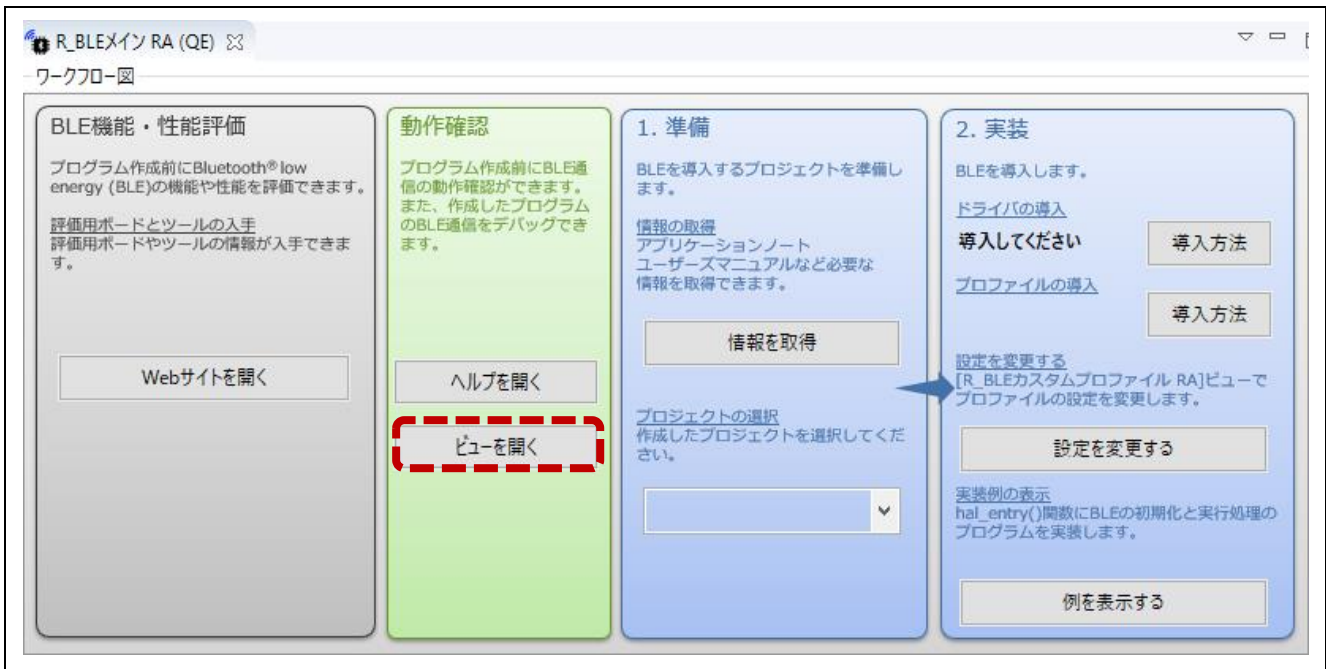 R_BLEメイン RA (QE)
ワークフロー図
BLE機能・性能評価
プログラム作成前にBluetooth® low
energy (BLE)の機能や性能を評価できます。
評価用ボードとツールの入手
評価用ボードやツールの情報が入手できま
す。
Webサイトを開く
動作確認
プログラム作成前にBLE通
信の動作確認ができます。
また、作成したプログラム
のBLE通信をデバッグでき
ます。
ヘルプを開く
ビューを開く
1. 準備
BLEを導入するプロジェクトを準備し
ます。
情報の取得
アプリケーションノート
ユーザーズマニュアルなど必要な
情報を取得できます。
情報を取得
プロジェクトの選択
作成したプロジェクトを選択してくだ
さい。
2. 実装
BLEを導入します。
ドライバの導入
導入してください
導入方法
プロファイルの導入
導入方法
設定を変更する
[R_BLEカスタムプロファイル RA]ビューで
プロファイルの設定を変更します。
設定を変更する
実装例の表示
hal_entry()関数にBLEの初期化と実行処理の
プログラムを実装します。
例を表示する